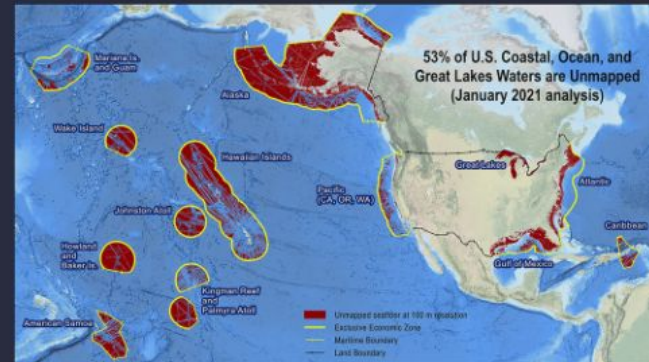 53% of U.S. Coastal, Ocean, and
Great Lakes Waters are Unmapped
(January 2021 analysis)
Mariana Is.
and Guam
Alaska
Wake Island
Hawaiian Islands
Great Lakes
Pacific
(CA, OR, WA)
Atlantic
Johnston Atoll
Caribbean
Howland
and
Baker Is.
Gulf of Mexico
Kingman Reef
and
Palmyra Atoll
American Samoa
Unmapped seafloor at 100 m resolution
Exclusive Economic Zone
Maritime Boundary
Land Boundary